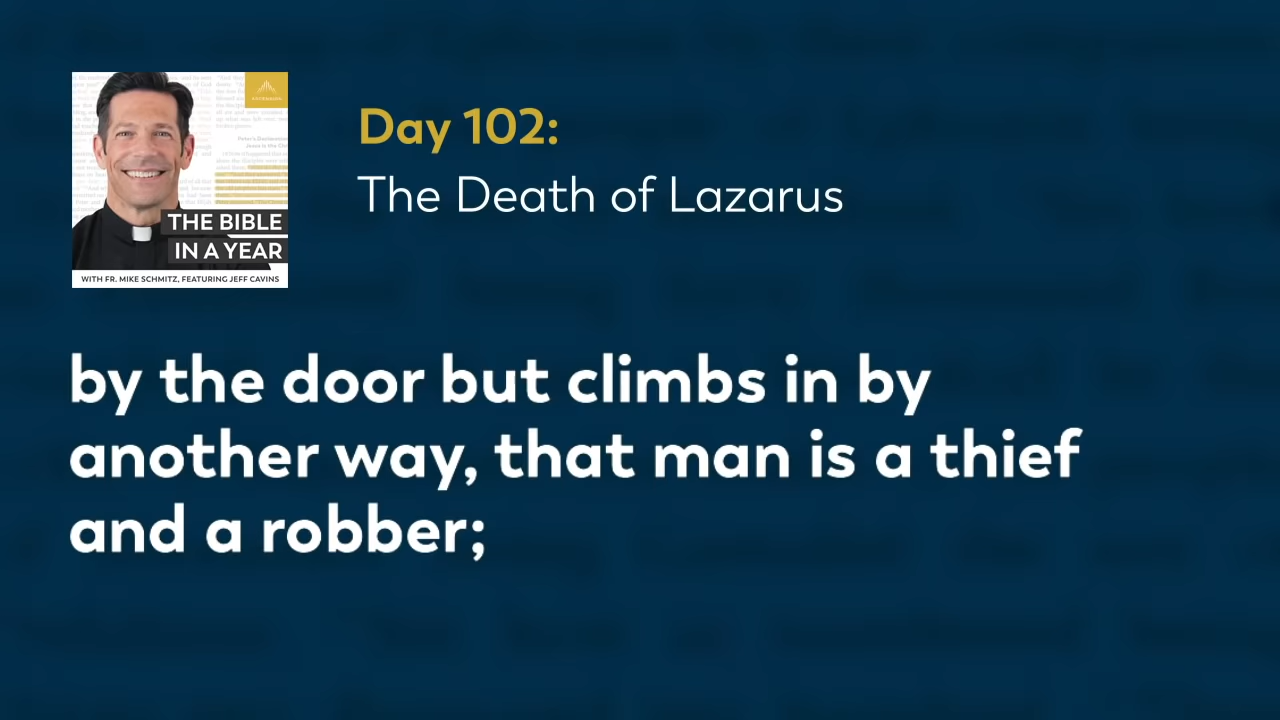 THE BIBLE
IN A YEAR
WITH FR. MIKE SCHMITZ, FEATURING JEFF CAVINS
Day 102:
The Death of Lazarus
by the door but climbs in by
another way, that man is a thief
and a robber;